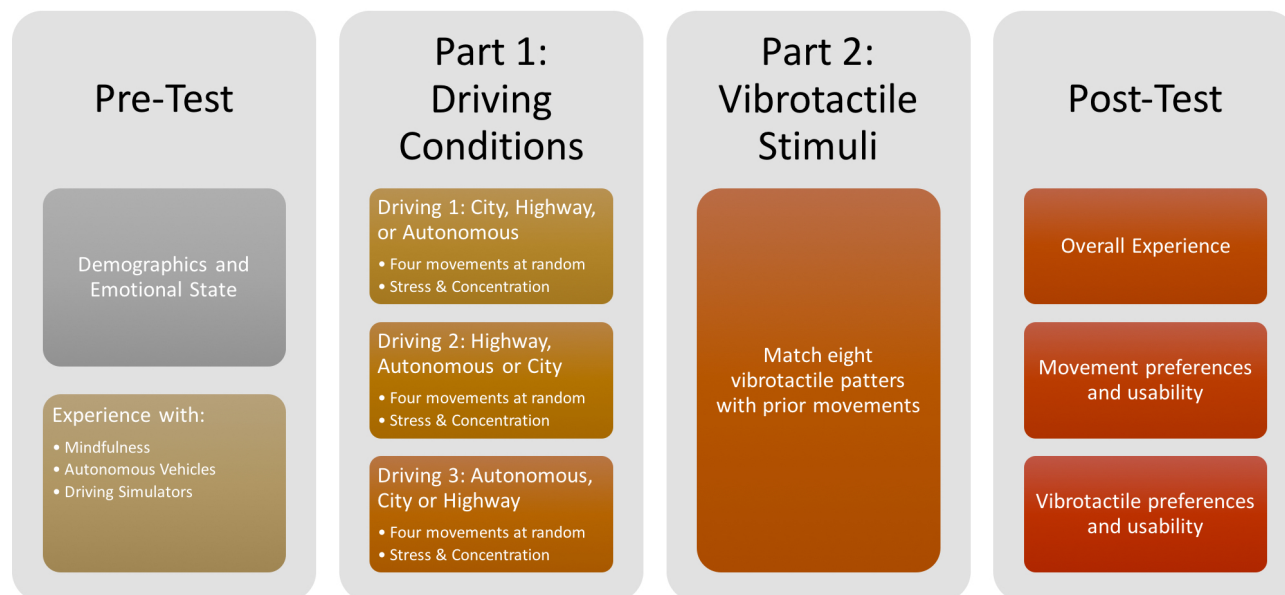 Pre-Test
Demographics and
Emotional State
Experience with:
• Mindfulness
• Autonomous Vehicles
• Driving Simulators
Part 1:
Driving
Conditions
Driving 1: City, Highway,
or Autonomous
• Four movements at random
• Stress & Concentration
Driving 2: Highway,
Autonomous or City
• Four movements at random
• Stress & Concentration
Driving 3: Autonomous,
City or Highway
• Four movements at random
• Stress & Concentration
Part 2:
Vibrotactile
Stimuli
Match eight
vibrotactile patters
with prior movements
Post-Test
Overall Experience
Movement preferences
and usability
Vibrotactile preferences
and usability